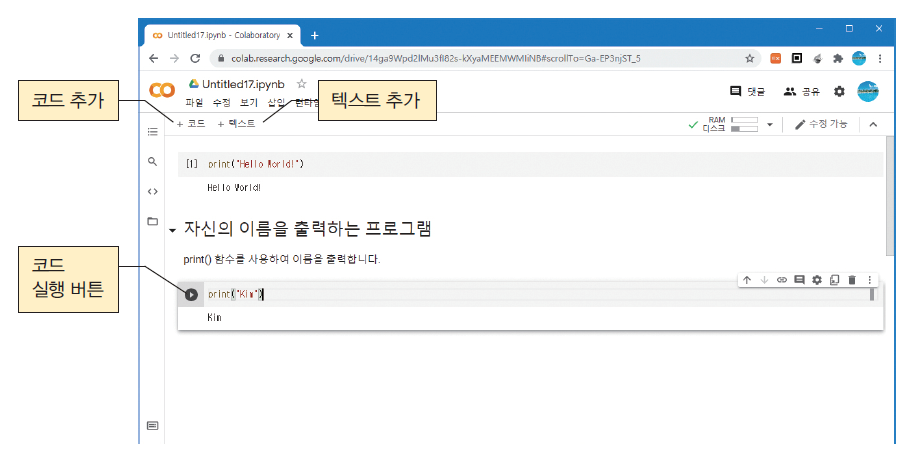 Untitled17.ipynb - Colaboratory
colab.research.google.com/drive/14ga9Wpd2lMu3fl82s-kXyaMEEMWMIiNB#scrollTo=Ga-EP3njST_5
Untitled17.ipynb
파일 수정 보기 삽입 런타임
댓글 공유
코드 추가
텍스트 추가
+ 코드 + 텍스트
RAM
디스크
수정 가능
[1] print("Hello World!")
Hello World!
자신의 이름을 출력하는 프로그램
print() 함수를 사용하여 이름을 출력합니다.
코드
실행 버튼
print("Kim")
Kim